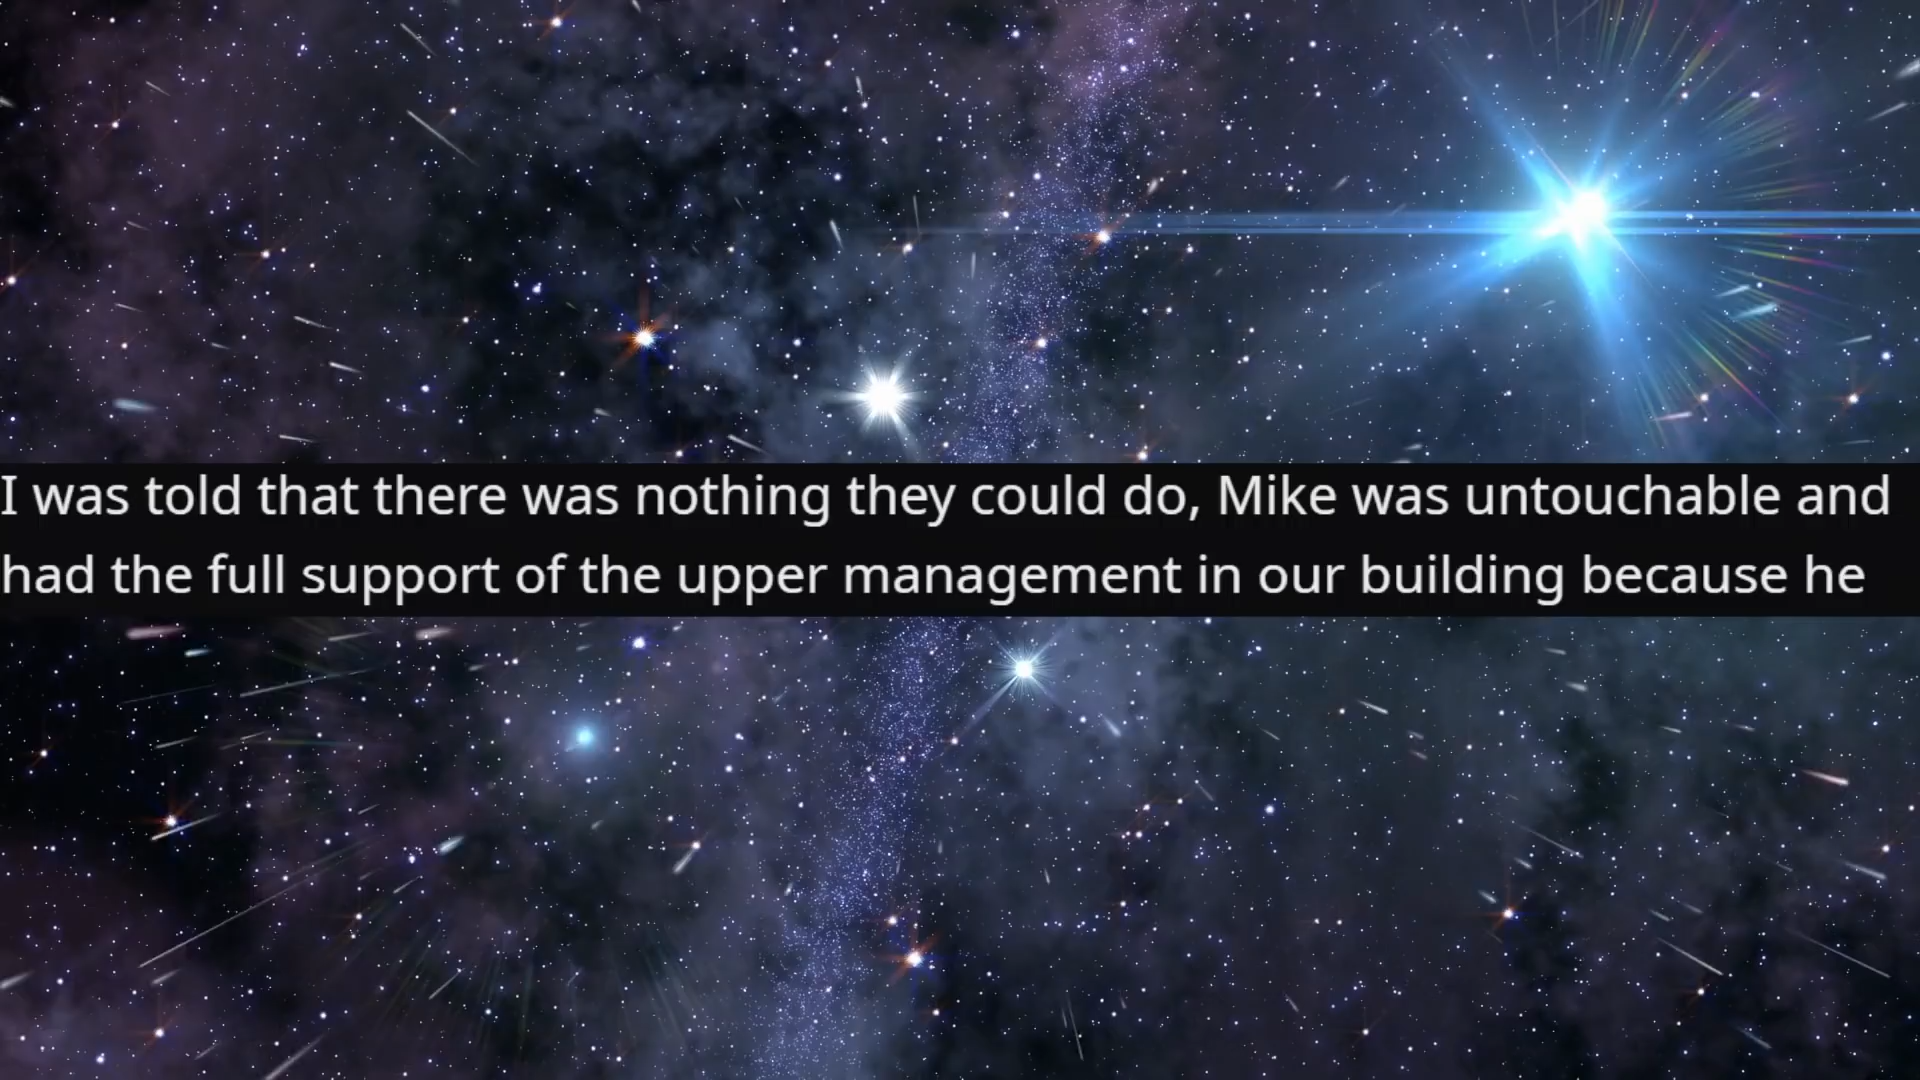 I was told that there was nothing they could do, Mike was untouchable and
had the full support of the upper management in our building because he